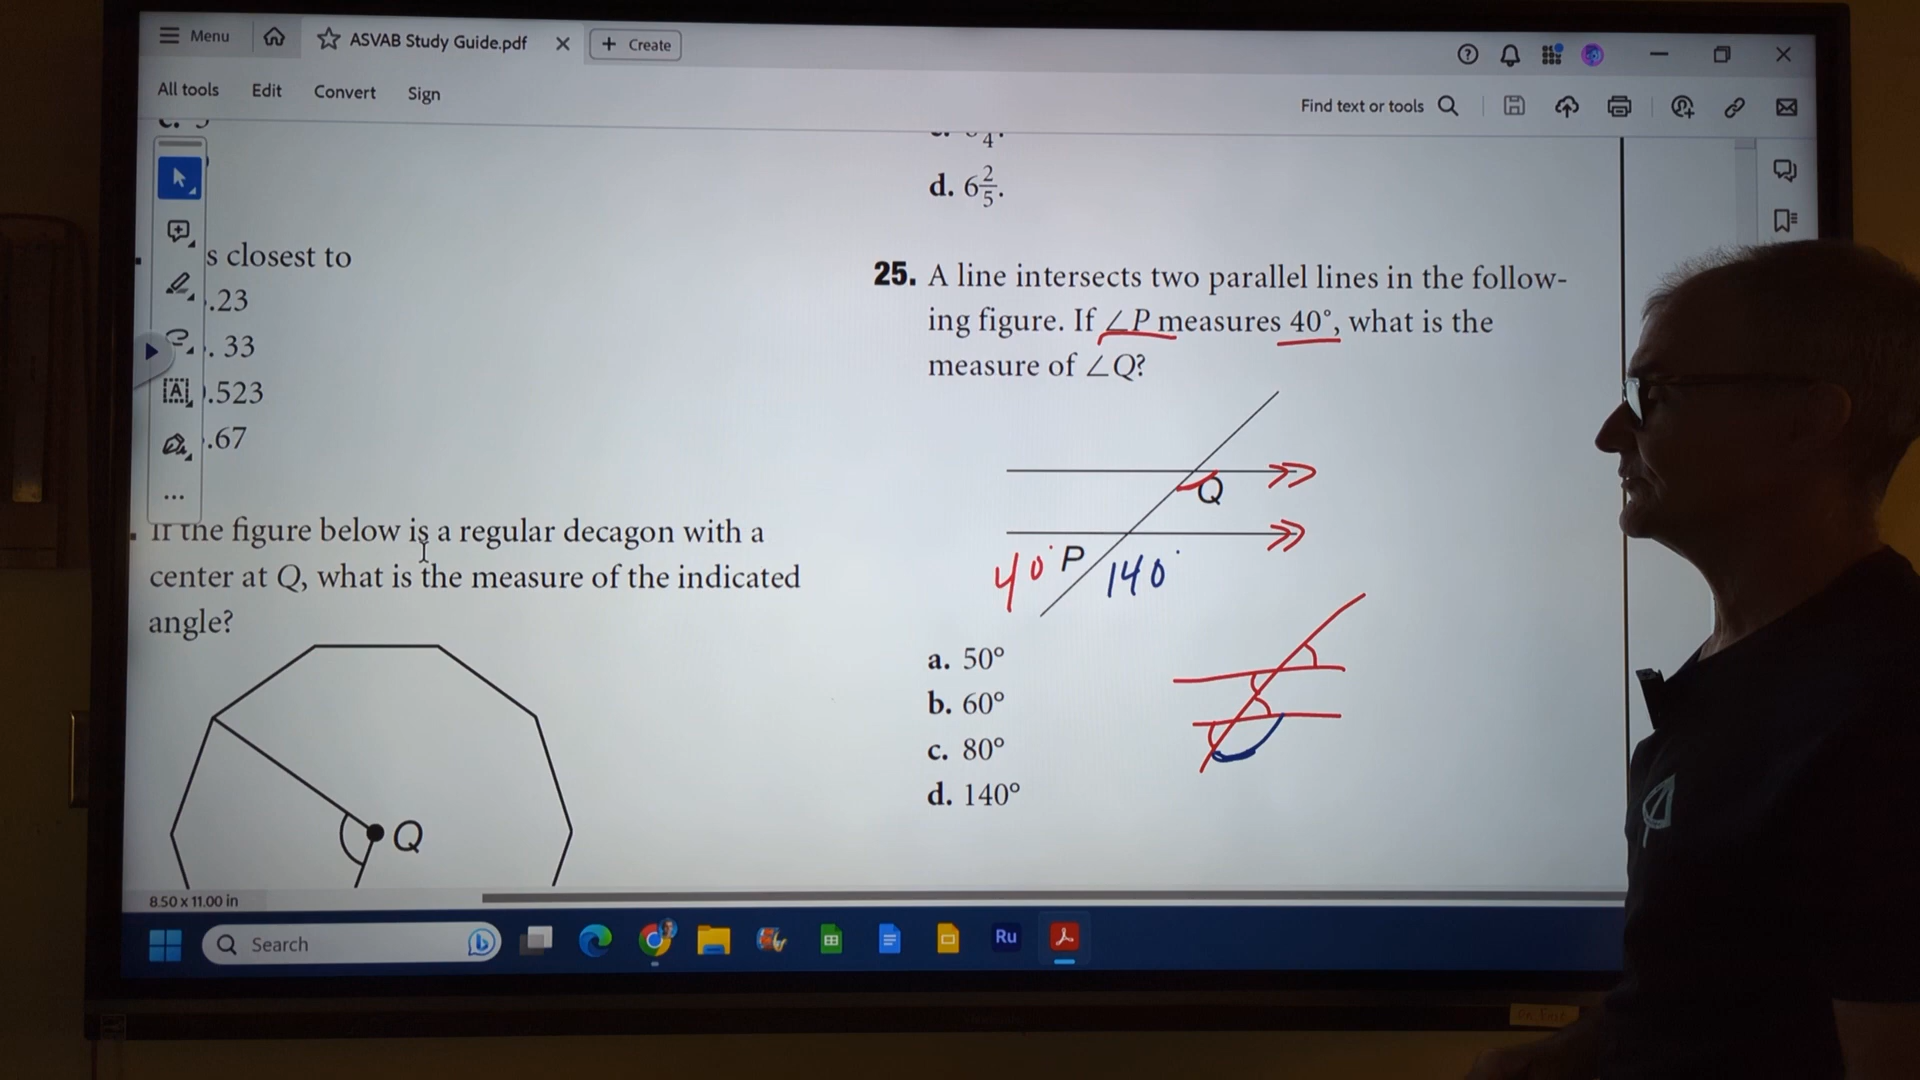 Menu
ASVAB Study Guide.pdf
+ Create
All tools Edit Convert Sign
Find text or tools
s closest to
.23
. 33
.523
.67
If the figure below is a regular decagon with a
center at Q, what is the measure of the indicated
angle?
Q
8.50 x 11.00 in
4.
d. 6 2/5.
25. A line intersects two parallel lines in the follow-
ing figure. If ∠P measures 40°, what is the
measure of ∠Q?
Q
40° P 140°
a. 50°
b. 60°
c. 80°
d. 140°
Search
Ru